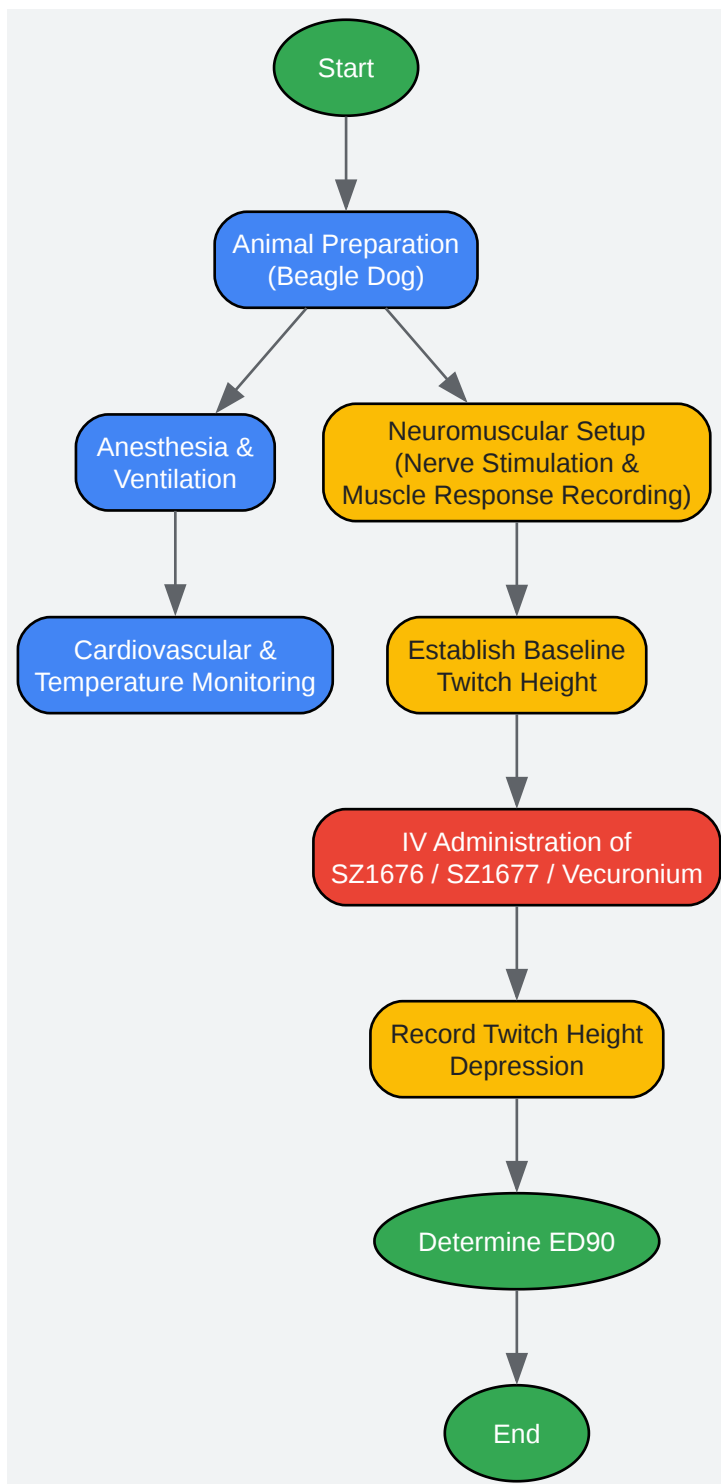 Start
Animal Preparation
(Beagle Dog)
Anesthesia &
Ventilation
Neuromuscular Setup
(Nerve Stimulation &
Muscle Response Recording)
Cardiovascular &
Temperature Monitoring
Establish Baseline
Twitch Height
IV Administration of
SZ1676 / SZ1677 / Vecuronium
Record Twitch Height
Depression
Determine ED90
End